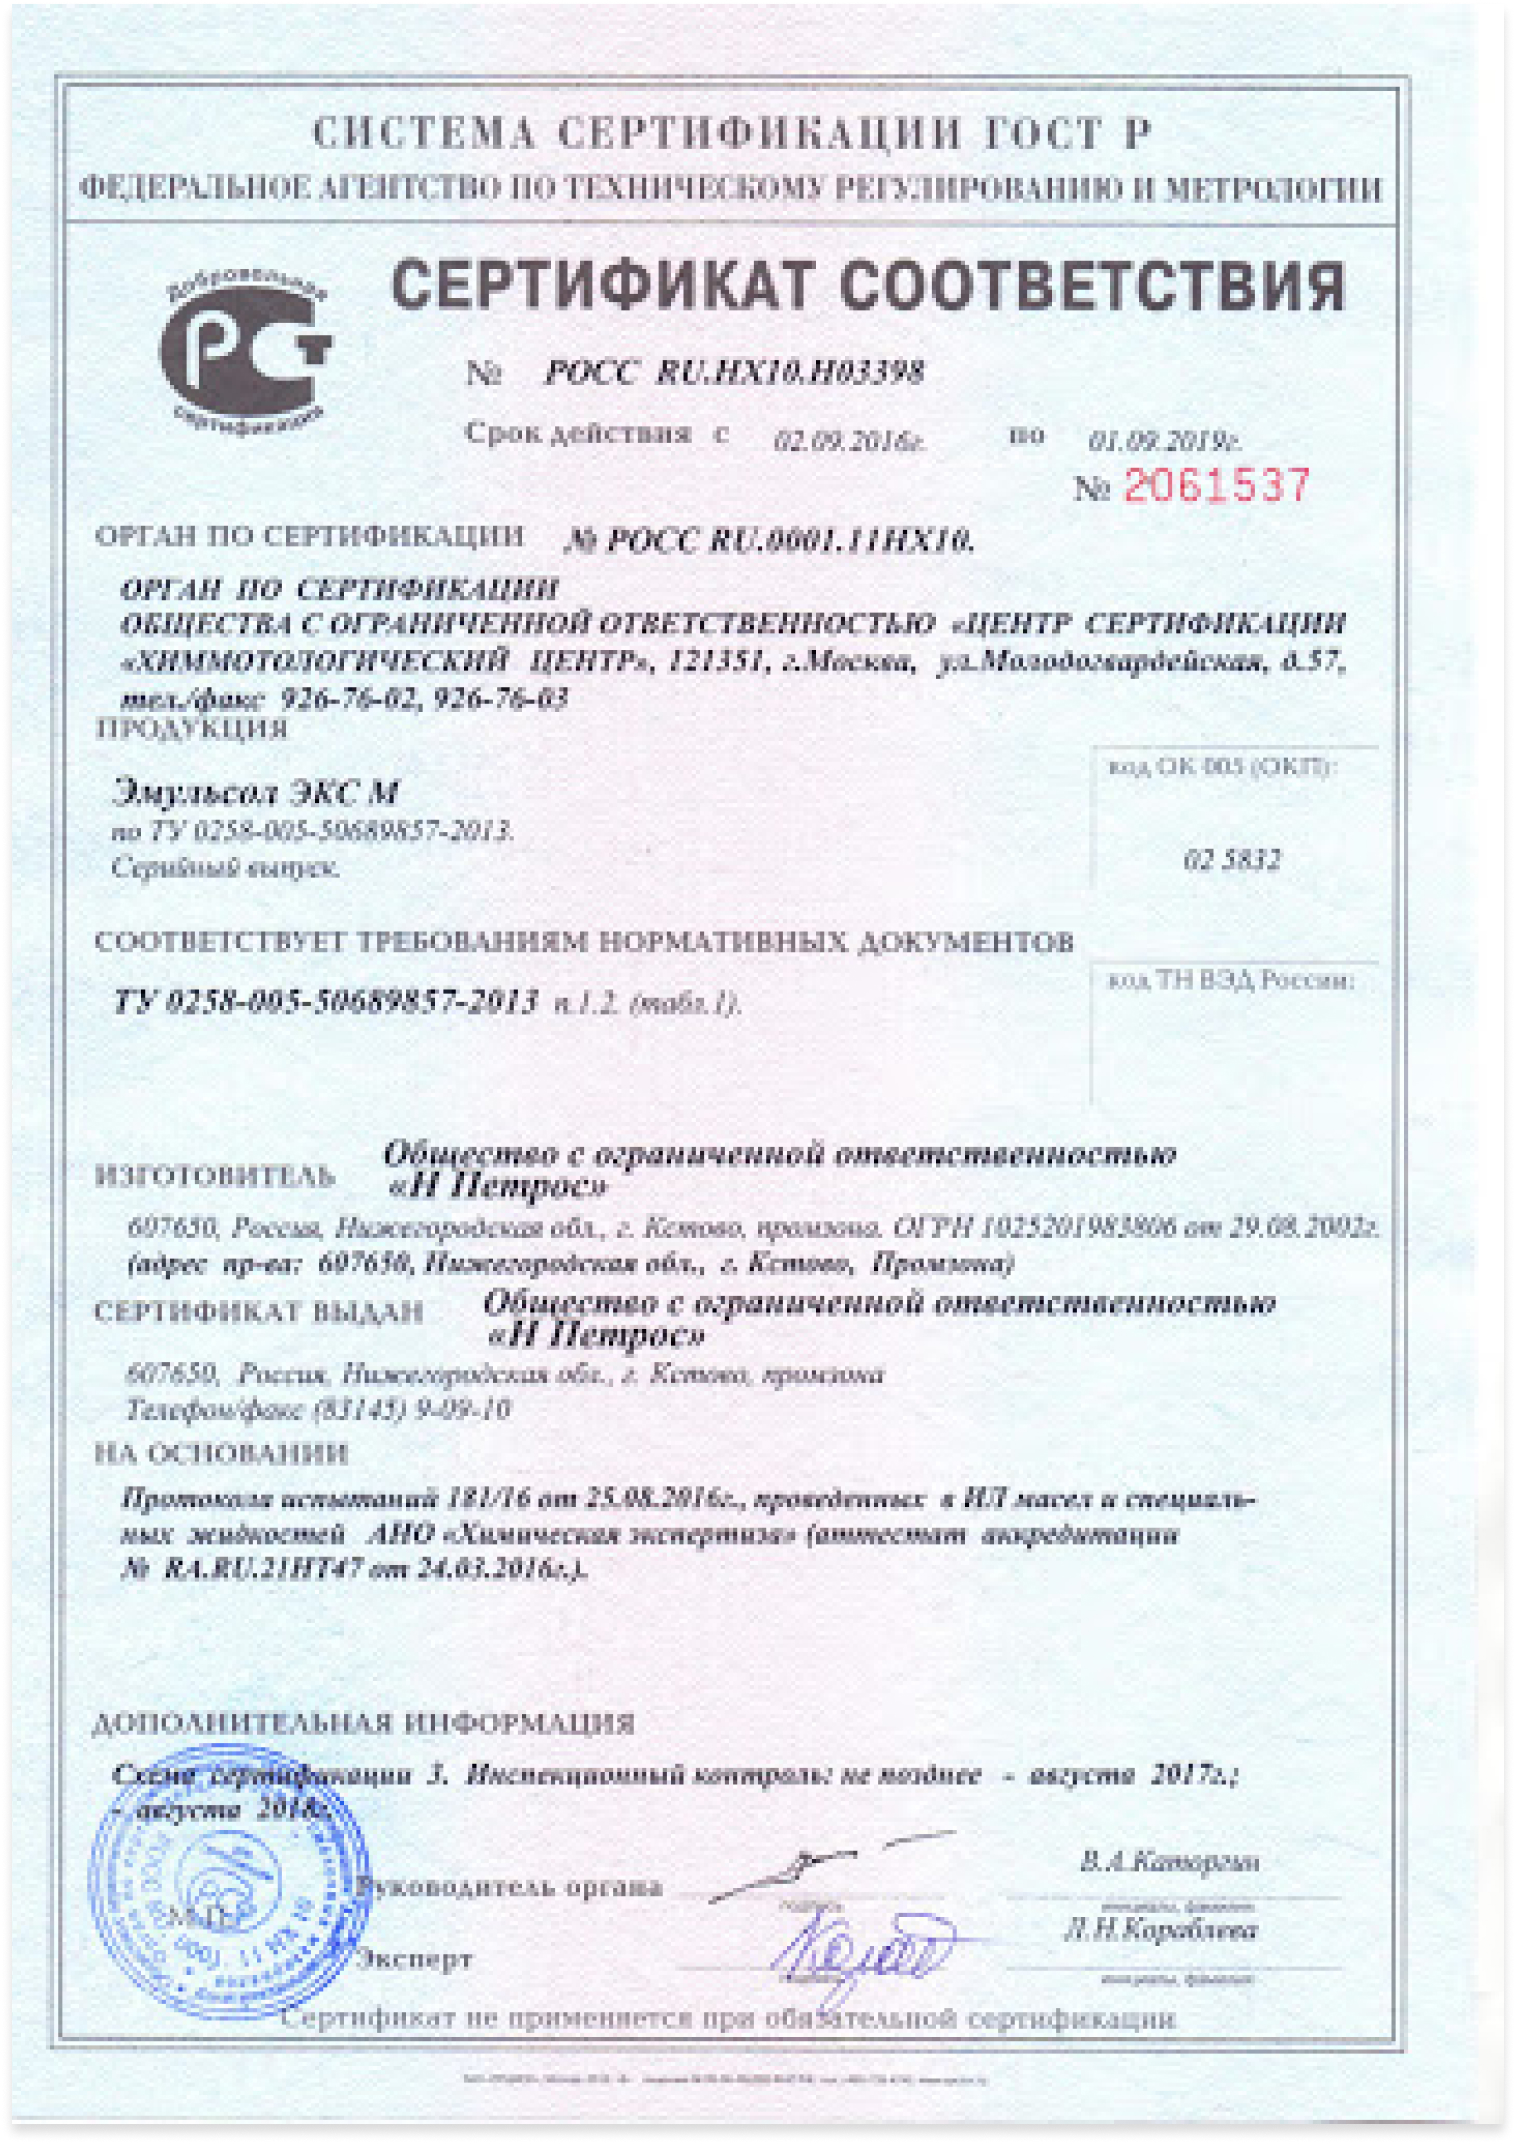 СИСТЕМА СЕРТИФИКАЦИИ ГОСТ Р
ФЕДЕРАЛЬНОЕ АГЕНТСТВО ПО ТЕХНИЧЕСКОМУ РЕГУЛИРОВАНИЮ И МЕТРОЛОГИИ
Добровольная
РСТ
сертификация
СЕРТИФИКАТ СООТВЕТСТВИЯ
№ РОСС RU.НХ10.Н03398
Срок действия с 02.09.2016г. по 01.09.2019г.
№ 2061537
ОРГАН ПО СЕРТИФИКАЦИИ № РОСС RU.0001.11НХ10.
ОРГАН ПО СЕРТИФИКАЦИИ
ОБЩЕСТВА С ОГРАНИЧЕННОЙ ОТВЕТСТВЕННОСТЬЮ «ЦЕНТР СЕРТИФИКАЦИИ
«ХИММОТОЛОГИЧЕСКИЙ ЦЕНТР», 121351, г.Москва, ул.Молодогвардейская, д.57,
тел./факс 926-76-02, 926-76-03
ПРОДУКЦИЯ
Эмульсол ЭКС М
по ТУ 0258-005-50689857-2013.
Серийный выпуск.
код ОК 005 (ОКП):
02 5832
СООТВЕТСТВУЕТ ТРЕБОВАНИЯМ НОРМАТИВНЫХ ДОКУМЕНТОВ
ТУ 0258-005-50689857-2013 п.1.2. (табл.1).
код ТН ВЭД России:
ИЗГОТОВИТЕЛЬ Общество с ограниченной ответственностью
«Н Петрос»
607650, Россия, Нижегородская обл., г. Кстово, промзона. ОГРН 1025201983806 от 29.08.2002г.
(адрес пр-ва: 607650, Нижегородская обл., г. Кстово, Промзона)
СЕРТИФИКАТ ВЫДАН Общество с ограниченной ответственностью
«Н Петрос»
607650, Россия, Нижегородская обл., г. Кстово, промзона
Телефон/факс (83145) 9-09-10
НА ОСНОВАНИИ
Протокола испытаний 181/16 от 25.08.2016г., проведенных в ИЛ масел и специаль-
ных жидкостей АНО «Химическая экспертиза» (аттестат аккредитации
№ RA.RU.21НТ47 от 24.03.2016г.).
ДОПОЛНИТЕЛЬНАЯ ИНФОРМАЦИЯ
Схема сертификации 3. Инспекционный контроль: не позднее - августа 2017г.;
- августа 2018г.
Руководитель органа
подпись
В.А.Каторгин
инициалы, фамилия
М.П.
Эксперт
подпись
Л.Н.Кораблева
инициалы, фамилия
Сертификат не применяется при обязательной сертификации